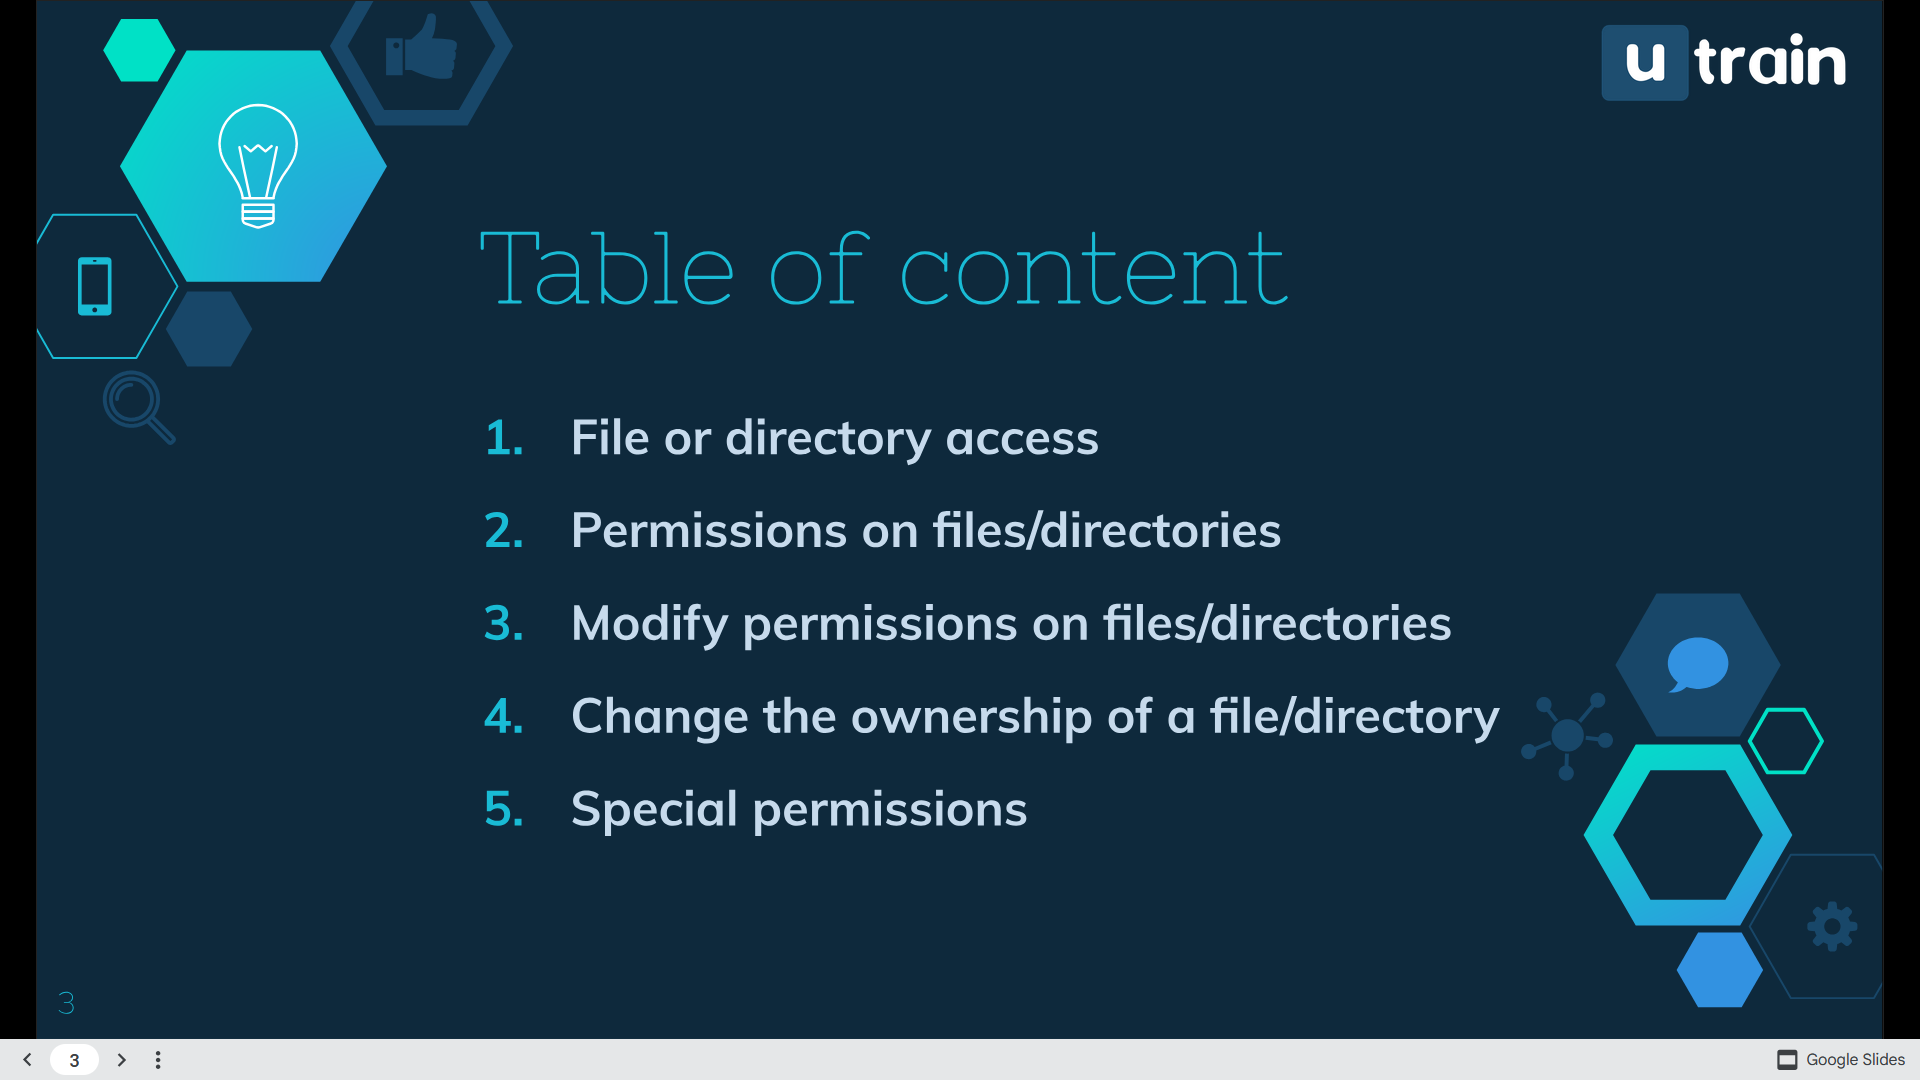 u train
Table of content
1. File or directory access
2. Permissions on files/directories
3. Modify permissions on files/directories
4. Change the ownership of a file/directory
5. Special permissions
3
3
Google Slides